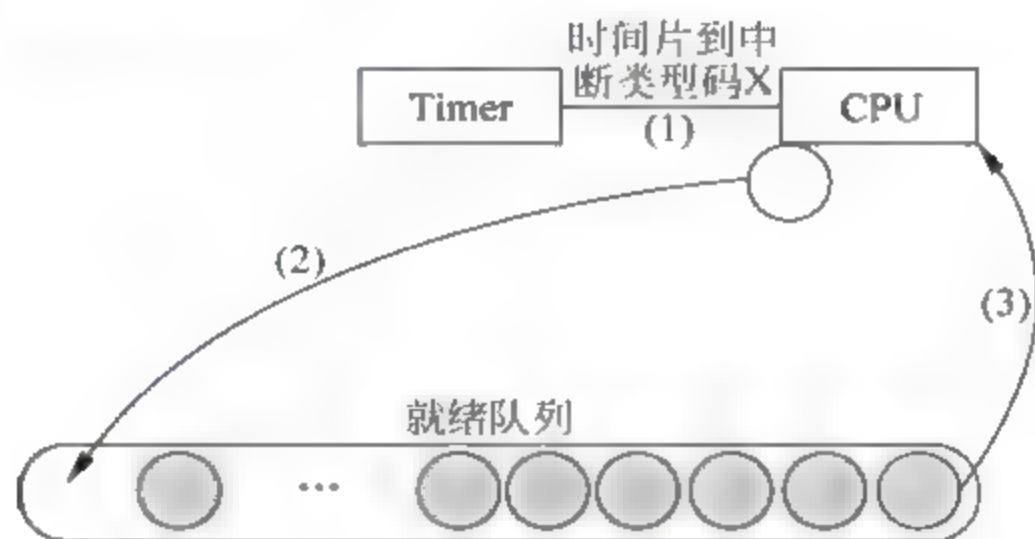 时间片到中
断类型码X
Timer
CPU
(1)
(2)
(3)
就绪队列
...